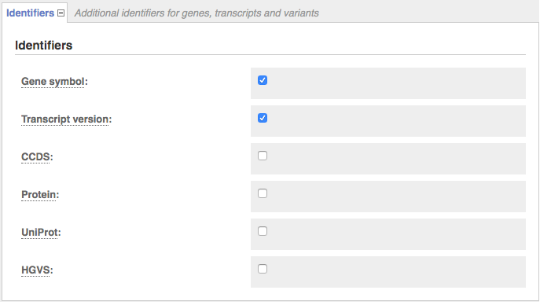 Identifiers Additional identifiers for genes, transcripts and variants
Identifiers
Gene symbol:
Transcript version:
CCDS:
Protein:
UniProt:
HGVS: